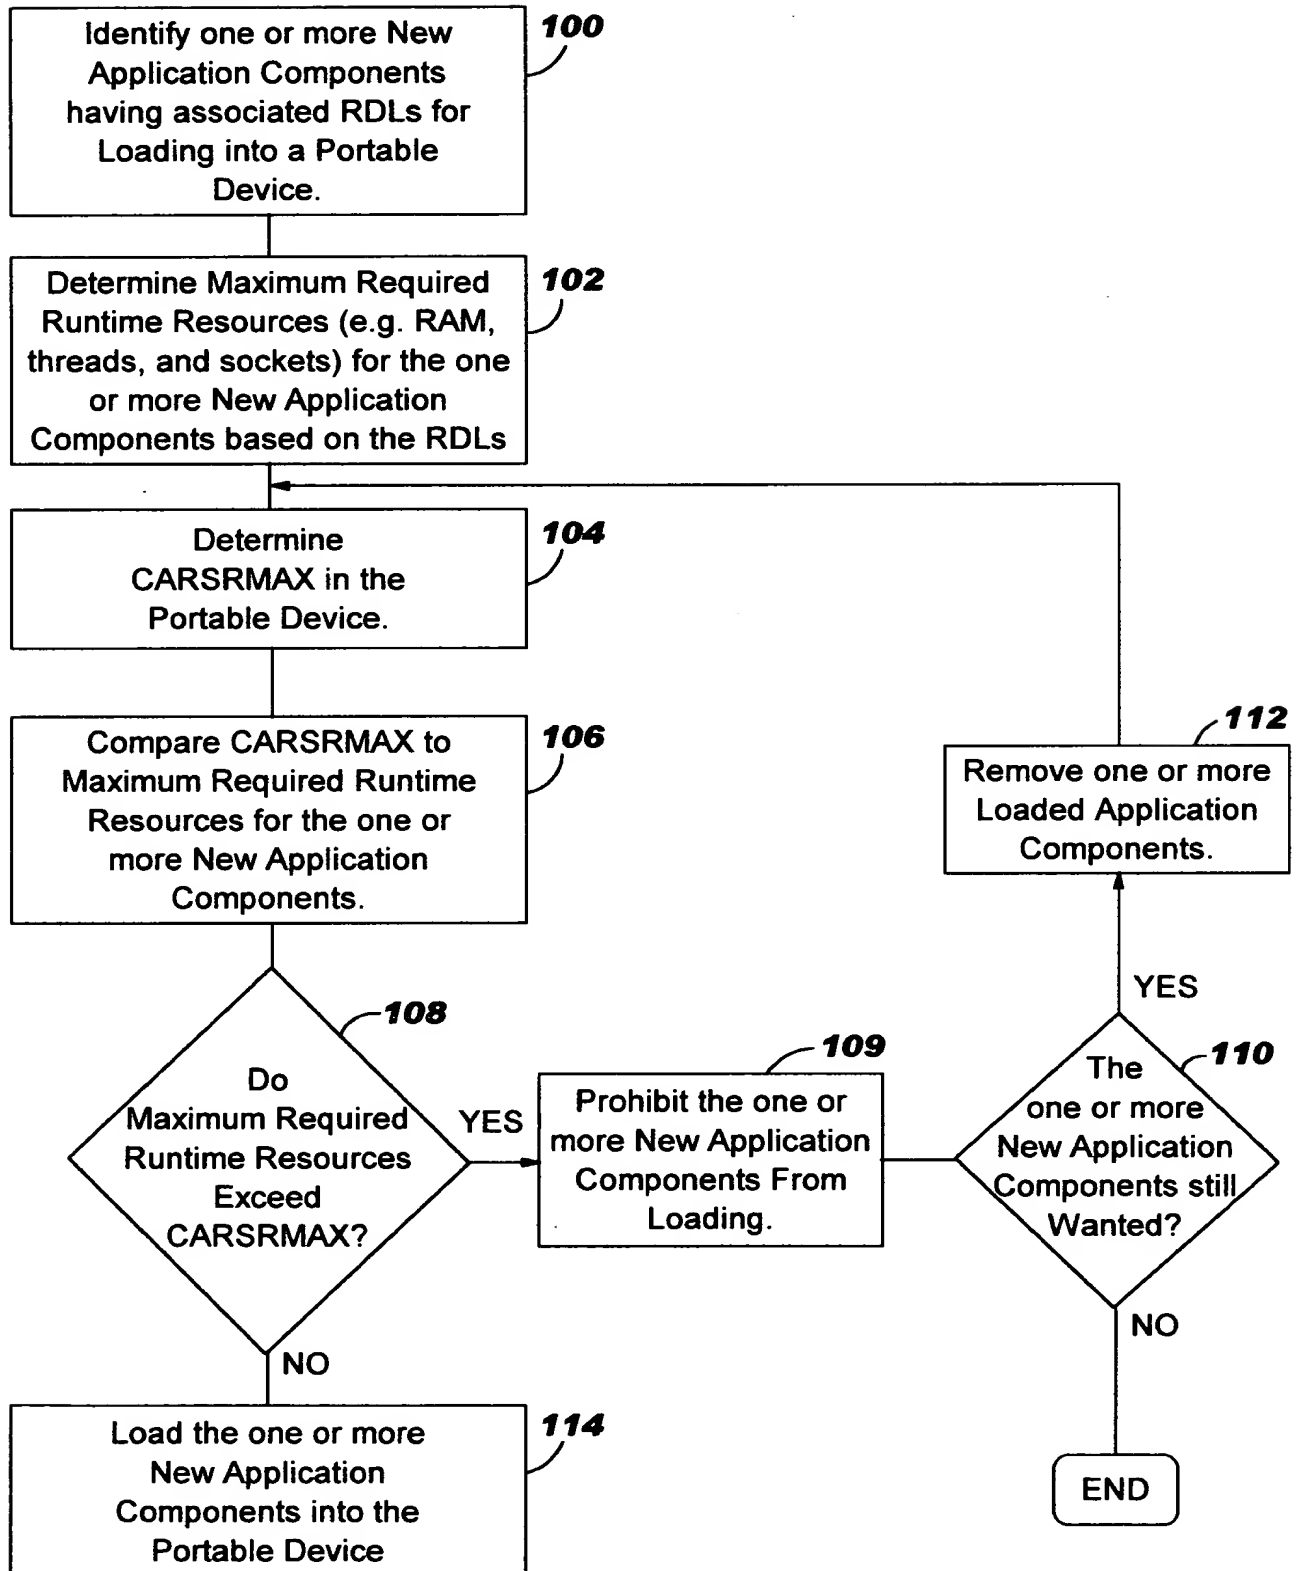 Identify one or more New
Application Components
having associated RDLs for
Loading into a Portable
Device.
100
Determine Maximum Required
Runtime Resources (e.g. RAM,
threads, and sockets) for the one
or more New Application
Components based on the RDLs
102
Determine
CARSRMAX in the
Portable Device.
104
Compare CARSRMAX to
Maximum Required Runtime
Resources for the one or
more New Application
Components.
106
112
Remove one or more
Loaded Application
Components.
108
Do
Maximum Required
Runtime Resources
Exceed
CARSRMAX?
YES
109
Prohibit the one or
more New Application
Components From
Loading.
YES
110
The
one or more
New Application
Components still
Wanted?
NO
END
NO
Load the one or more
New Application
Components into the
Portable Device
114